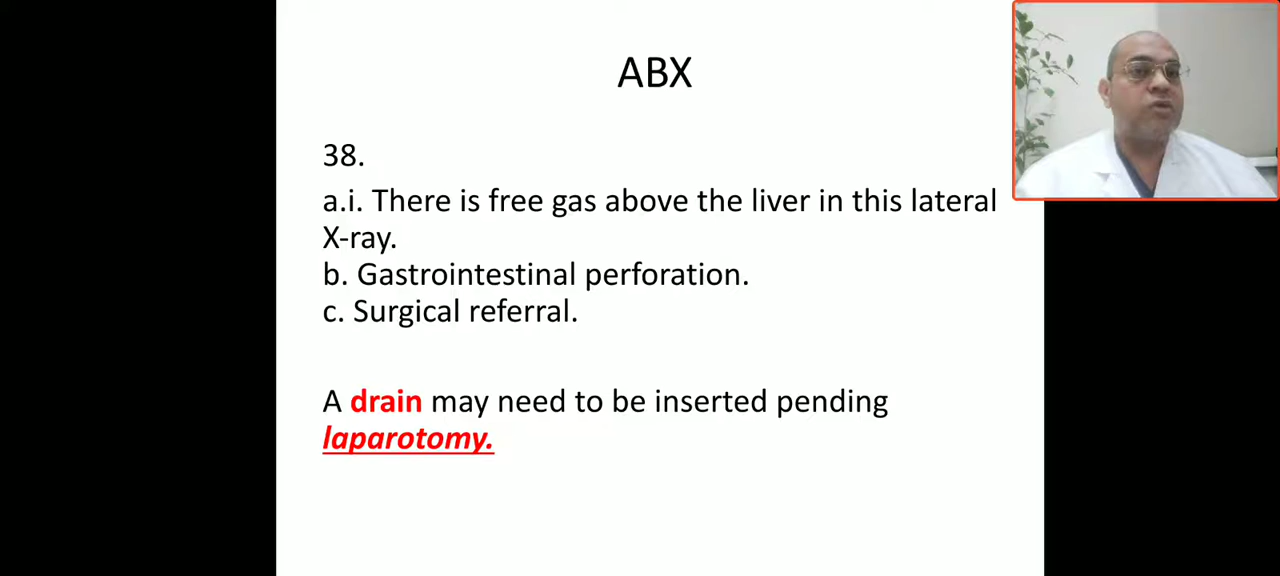 ABX
38.
a.i. There is free gas above the liver in this lateral
X-ray.
b. Gastrointestinal perforation.
c. Surgical referral.
A drain may need to be inserted pending
laparotomy.